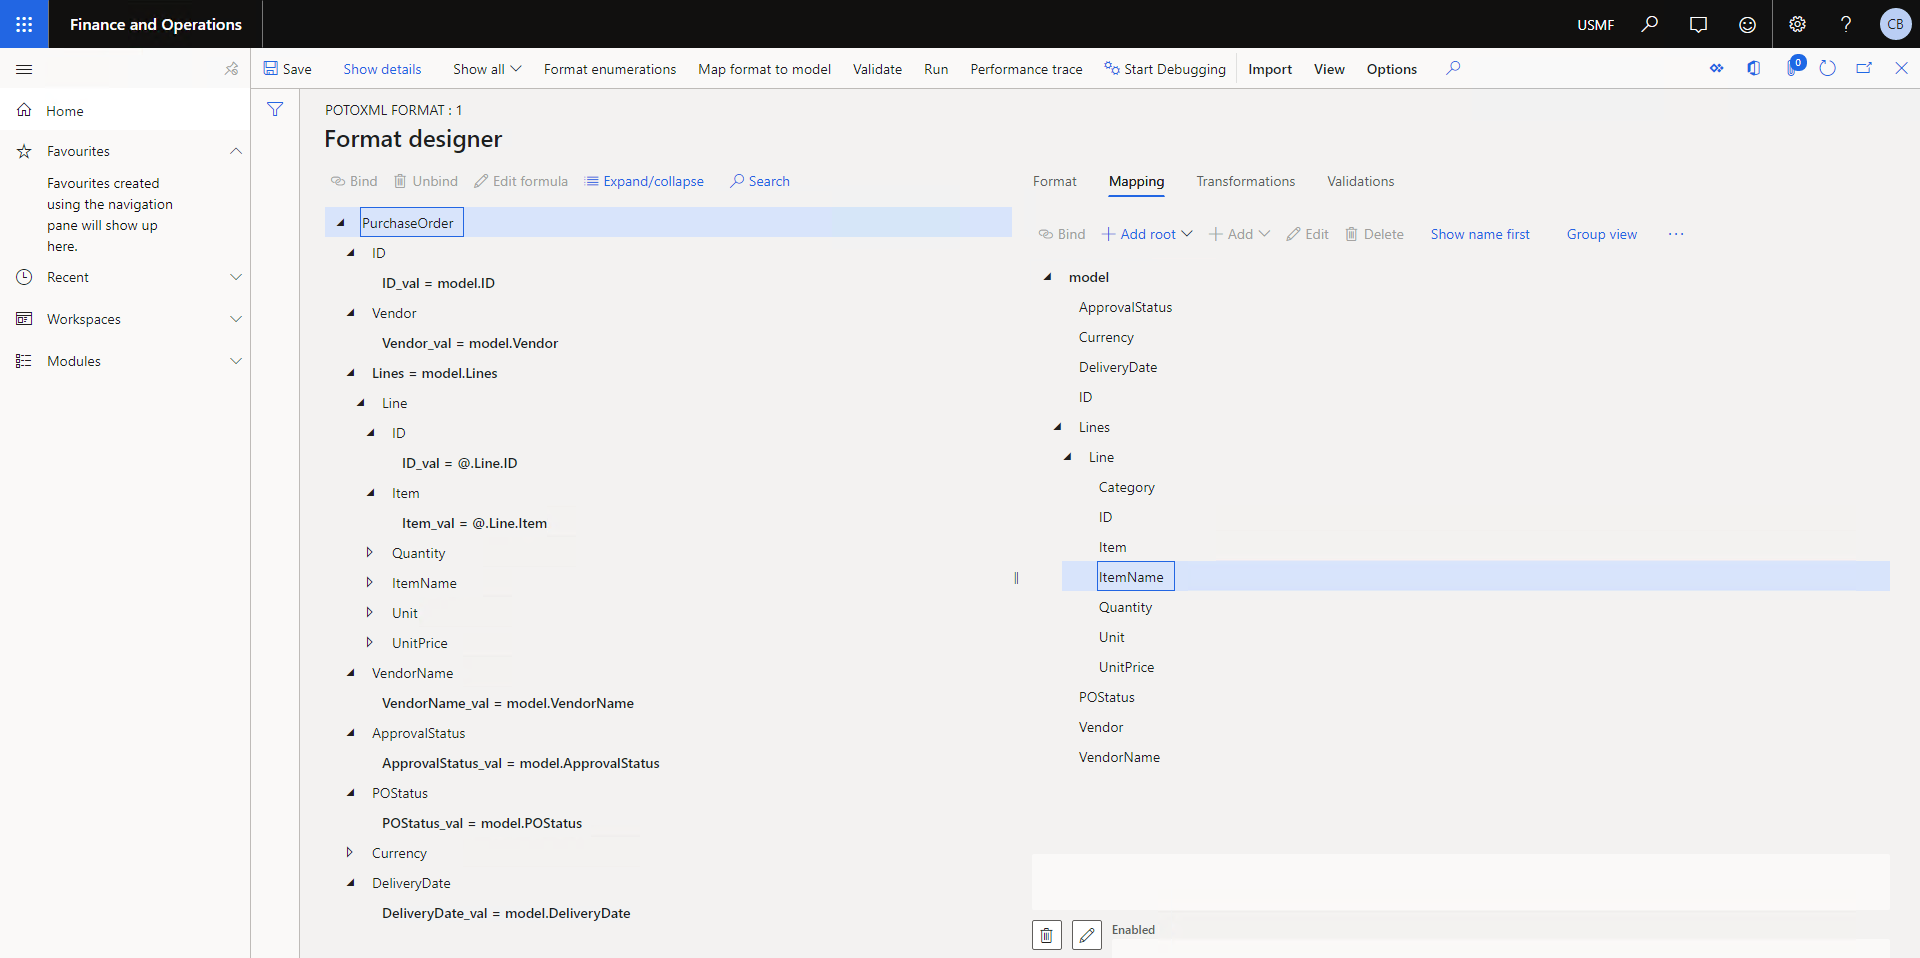 Finance and Operations
USMF
CB
Save
Show details
Show all
Format enumerations
Map format to model
Validate
Run
Performance trace
Start Debugging
Import
View
Options
0
Home
Favourites
Favourites created
using the navigation
pane will show up
here.
Recent
Workspaces
Modules
POTOXML FORMAT : 1
Format designer
Bind
Unbind
Edit formula
Expand/collapse
Search
PurchaseOrder
ID
ID_val = model.ID
Vendor
Vendor_val = model.Vendor
Lines = model.Lines
Line
ID
ID_val = @.Line.ID
Item
Item_val = @.Line.Item
Quantity
ItemName
Unit
UnitPrice
VendorName
VendorName_val = model.VendorName
ApprovalStatus
ApprovalStatus_val = model.ApprovalStatus
POStatus
POStatus_val = model.POStatus
Currency
DeliveryDate
DeliveryDate_val = model.DeliveryDate
Format
Mapping
Transformations
Validations
Bind
Add root
Add
Edit
Delete
Show name first
Group view
model
ApprovalStatus
Currency
DeliveryDate
ID
Lines
Line
Category
ID
Item
ItemName
Quantity
Unit
UnitPrice
POStatus
Vendor
VendorName
Enabled